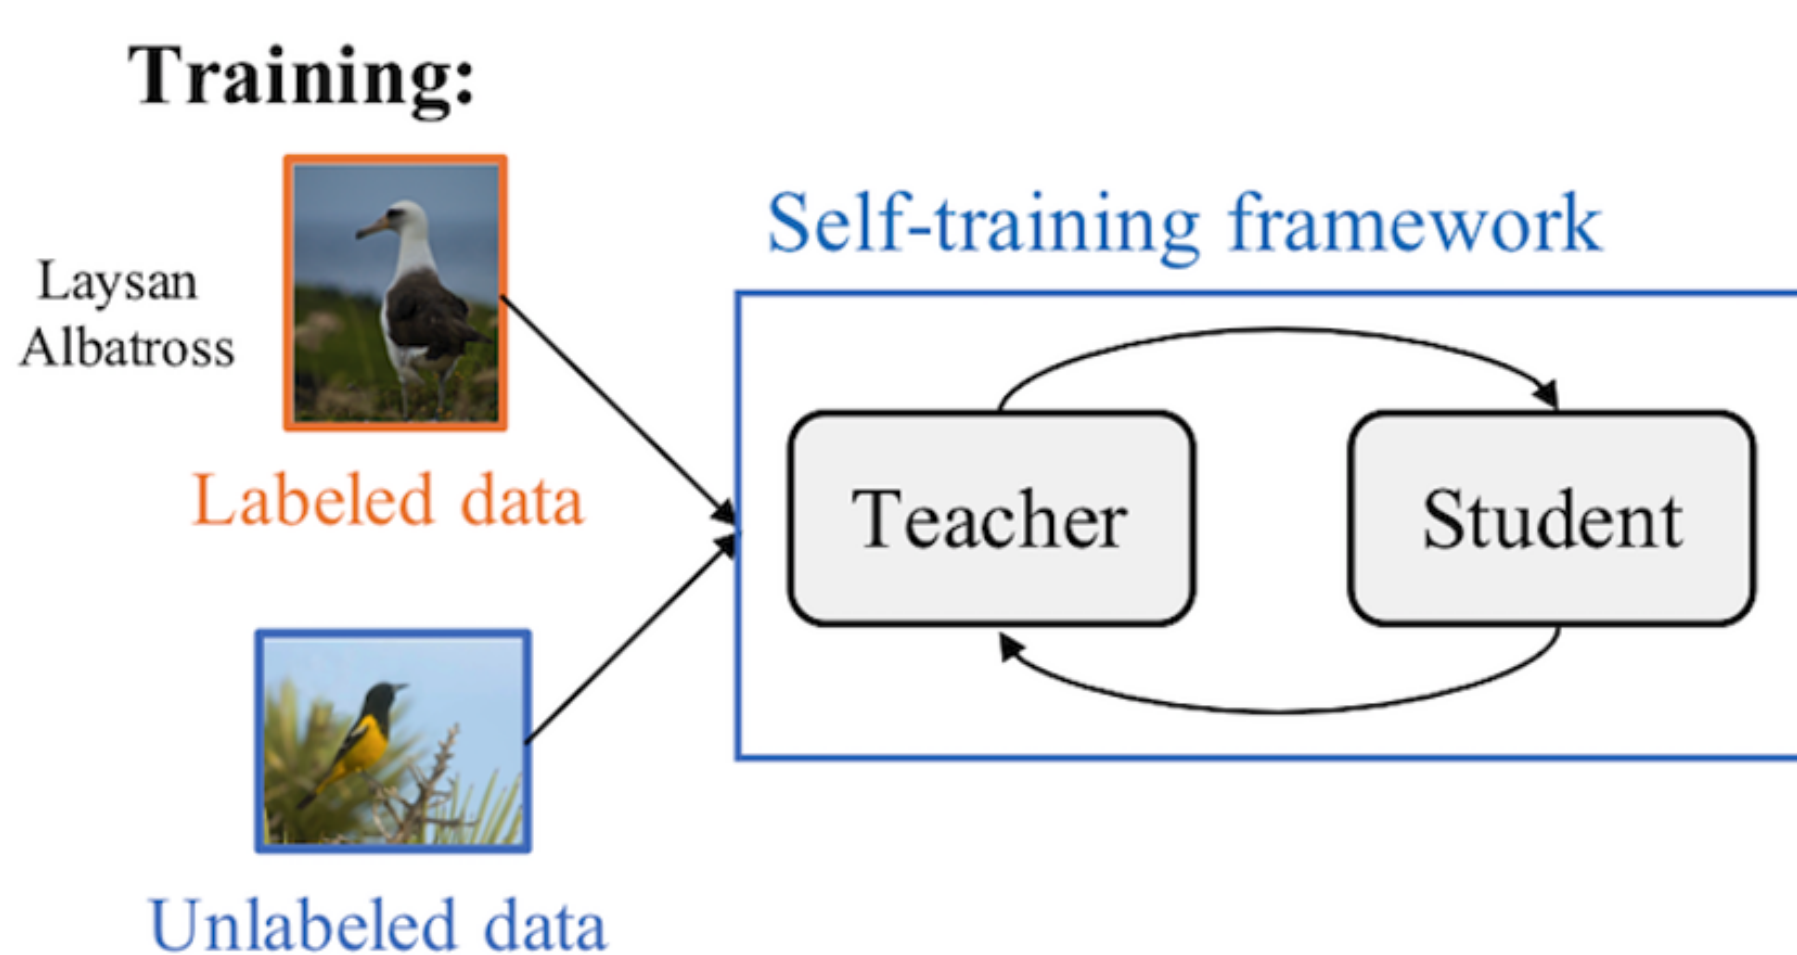 Training:
Laysan
Albatross
Labeled data
Unlabeled data
Self-training framework
Teacher
Student